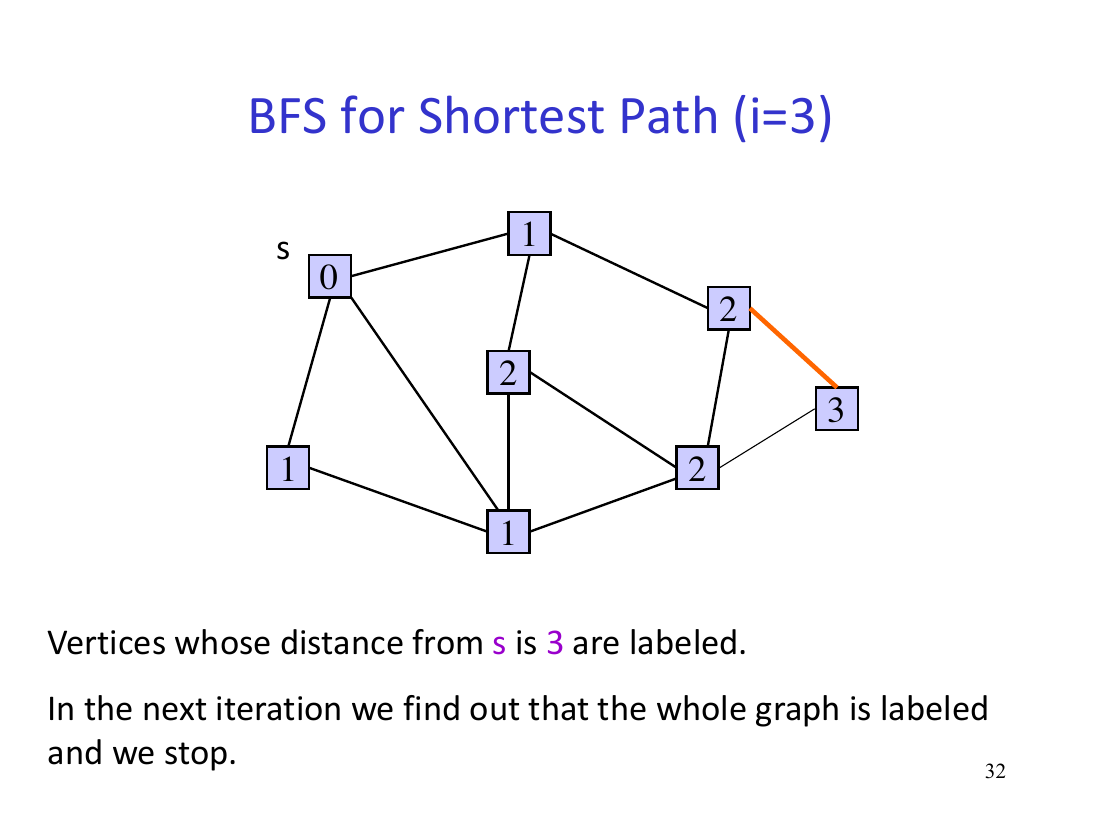 BFS for Shortest Path (i=3)
s
0
1
2
2
3
1
2
1
Vertices whose distance from s is 3 are labeled.
In the next iteration we find out that the whole graph is labeled
and we stop.
32